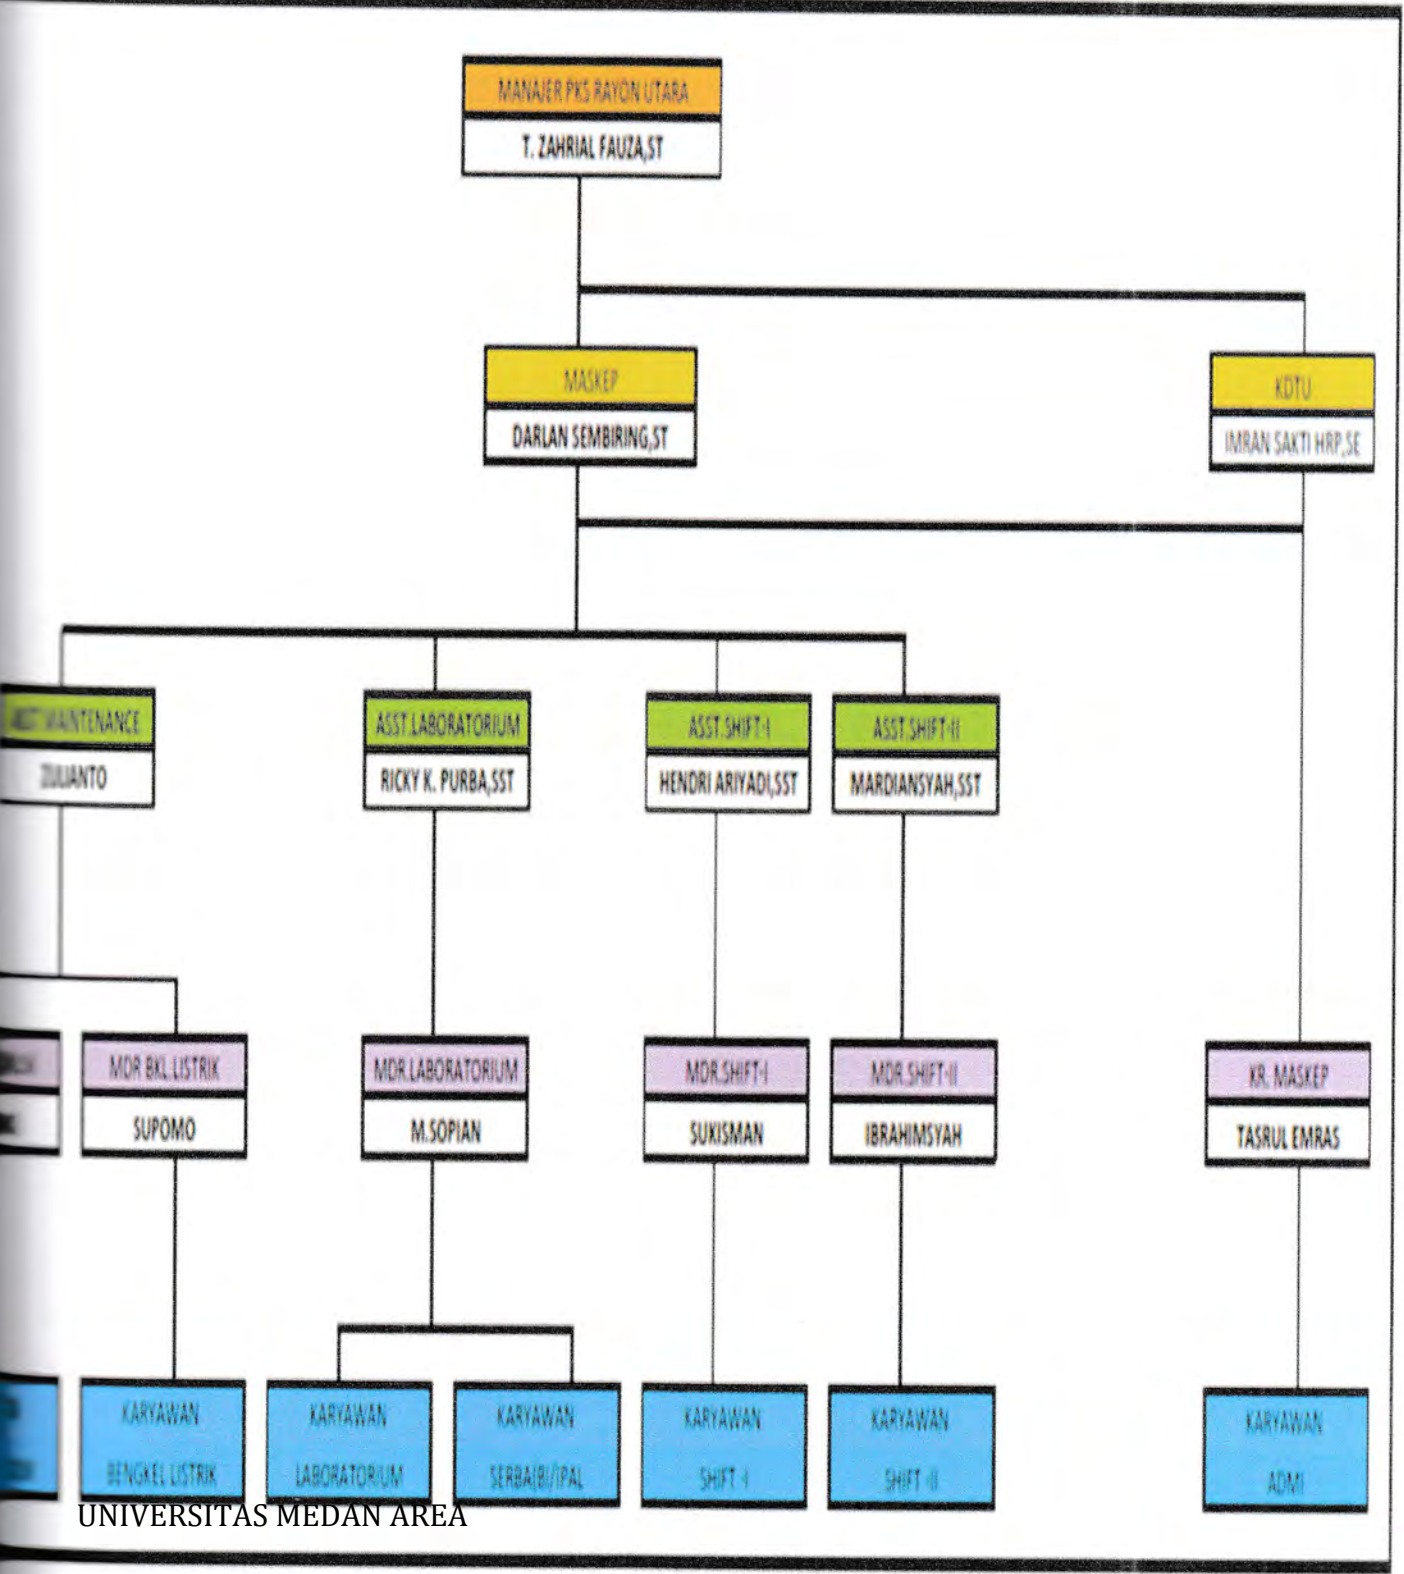 MANAJER PKS RAYON UTARA
T. ZAHRIAL FAUZA,ST
MASKEP
DARLAN SEMBIRING,ST
KDTU
IMRAN SAKTI HRP,SE
MAINTENANCE
ZULIANTO
ASST.LABORATORIUM
RICKY K. PURBA,SST
ASST.SHIFT-I
HENDRI ARIYADI,SST
ASST.SHIFT-II
MARDIANSYAH,SST
MDR BKL.LISTRIK
SUPOMO
MDR.LABORATORIUM
M.SOPIAN
MDR.SHIFT-I
SUKISMAN
MDR.SHIFT-II
IBRAHIMSYAH
KR. MASKEP
TASRUL EMRAS
KARYAWAN
BENGKEL LISTRIK
KARYAWAN
LABORATORIUM
KARYAWAN
SERBA(BI/IPAL
KARYAWAN
SHIFT -I
KARYAWAN
SHIFT -II
KARYAWAN
ADMI
UNIVERSITAS MEDAN AREA